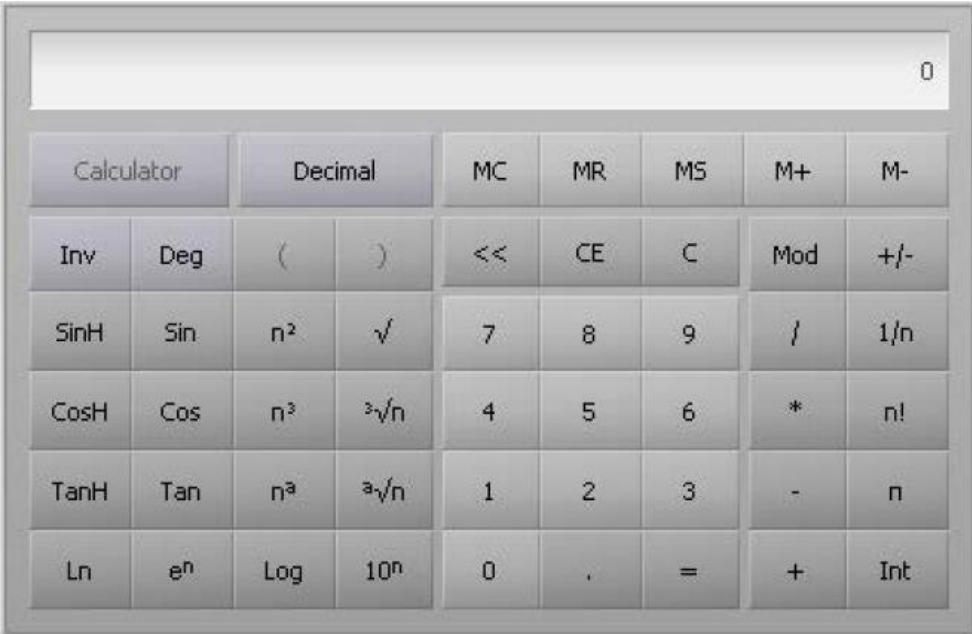 0
Calculator Decimal MC MR MS M+ M-
Inv Deg ( ) << CE C Mod +/-
SinH Sin n² √ 7 8 9 / 1/n
CosH Cos n³ ³√n 4 5 6 * n!
TanH Tan nª ª√n 1 2 3 - п
Ln eⁿ Log 10ⁿ 0 . = + Int